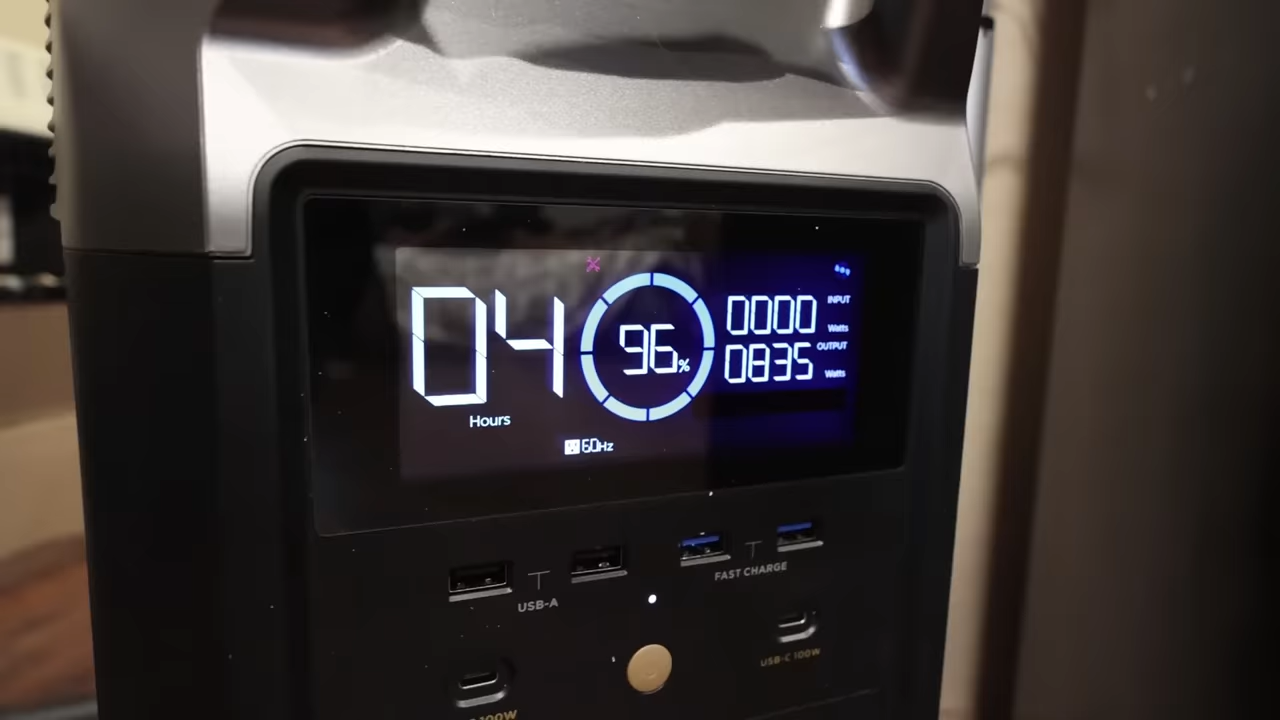 04
Hours
96%
0000
INPUT
Watts
0835
OUTPUT
Watts
60Hz
USB-A
FAST CHARGE
USB-C 100W
100W